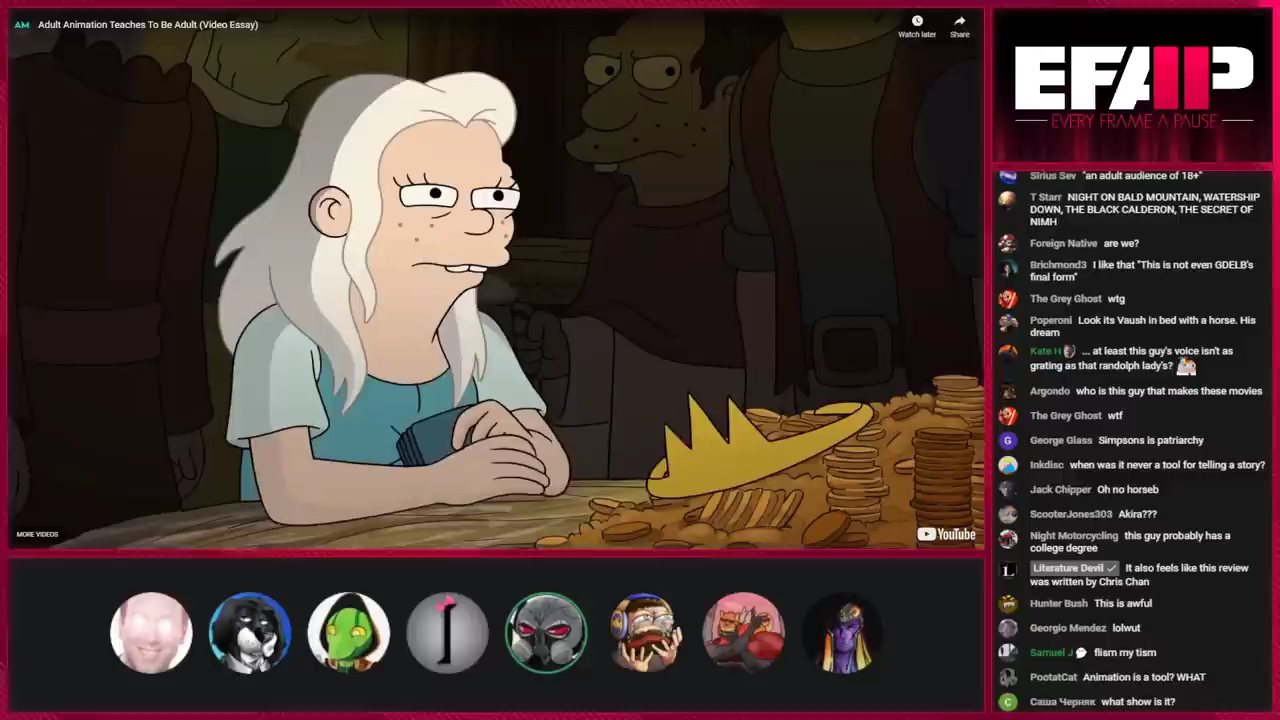 AM Adult Animation Teaches To Be Adult (Video Essay)
Watch later
Share
MORE VIDEOS
YouTube
EFAP
EVERY FRAME A PAUSE
Sirius Sev "an adult audience of 18+"
T Starr NIGHT ON BALD MOUNTAIN, WATERSHIP
DOWN, THE BLACK CALDERON, THE SECRET OF
NIMH
Foreign Native are we?
Brichmond3 I like that "This is not even GDELB's
final form"
The Grey Ghost wtg
Poperoni Look its Vaush in bed with a horse. His
dream
Kate H ... at least this guy's voice isn't as
grating as that randolph lady's?
Argondo who is this guy that makes these movies
The Grey Ghost wtf
G George Glass Simpsons is patriarchy
Inkdisc when was it never a tool for telling a story?
Jack Chipper Oh no horseb
ScooterJones303 Akira???
Night Motorcycling this guy probably has a
college degree
Literature Devil It also feels like this review
was written by Chris Chan
Hunter Bush This is awful
Georgio Mendez lolwut
Samuel J flism my tism
PootatCat Animation is a tool? WHAT
C Саша Черняк what show is it?